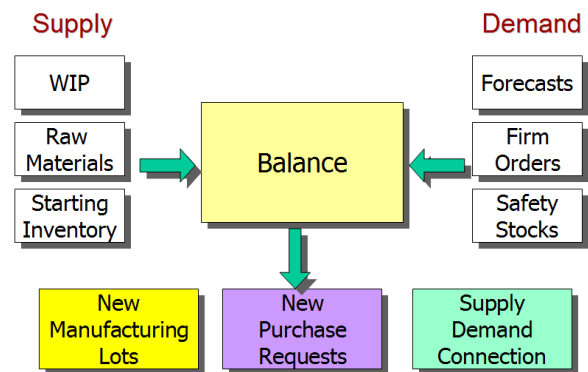 Supply
Demand
WIP
Forecasts
Raw
Materials
Balance
Firm
Orders
Starting
Inventory
Safety
Stocks
New
Manufacturing
Lots
New
Purchase
Requests
Supply
Demand
Connection